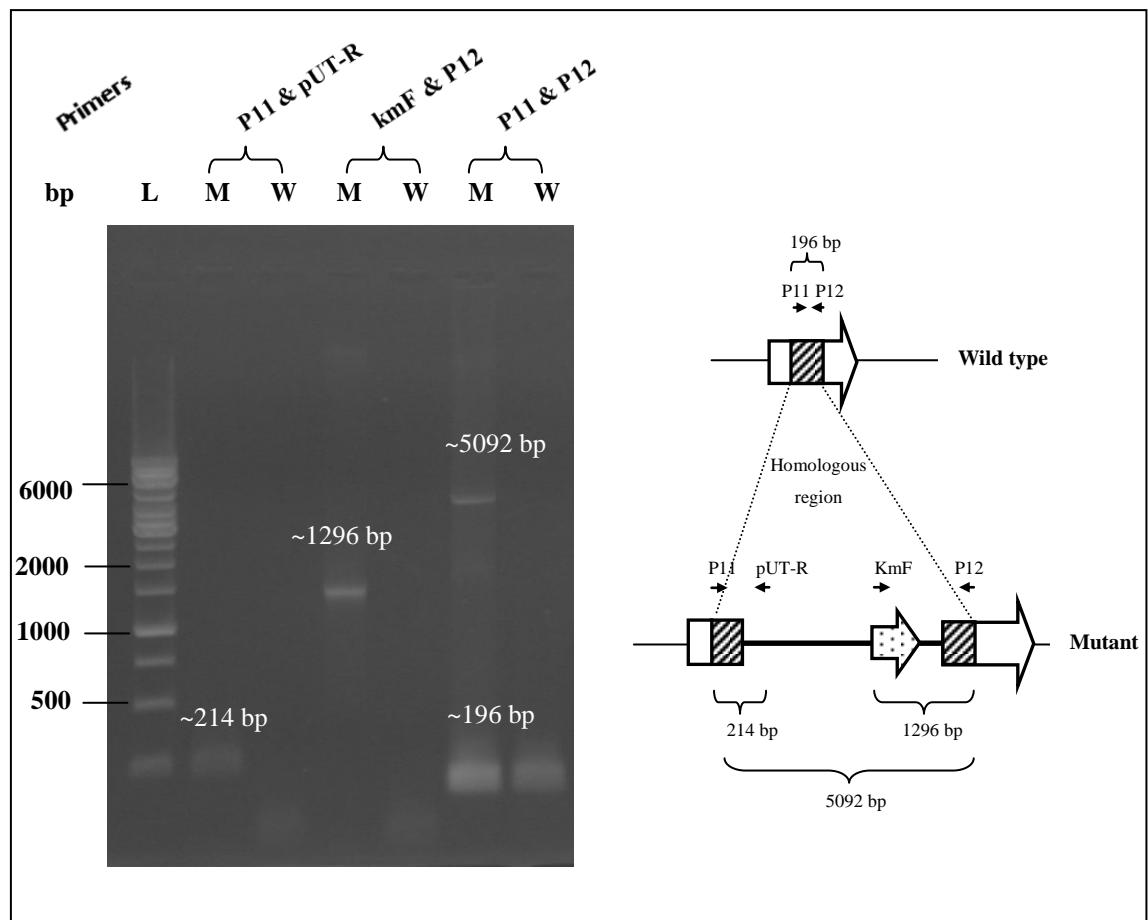 Primers
P11 & pUT-R
kmF & P12
P11 & P12
bp L M W M W M W
6000
2000
1000
500
~214 bp
~1296 bp
~5092 bp
~196 bp
196 bp
P11 P12
Wild type
Homologous
region
P11 pUT-R KmF P12
Mutant
214 bp 1296 bp
5092 bp